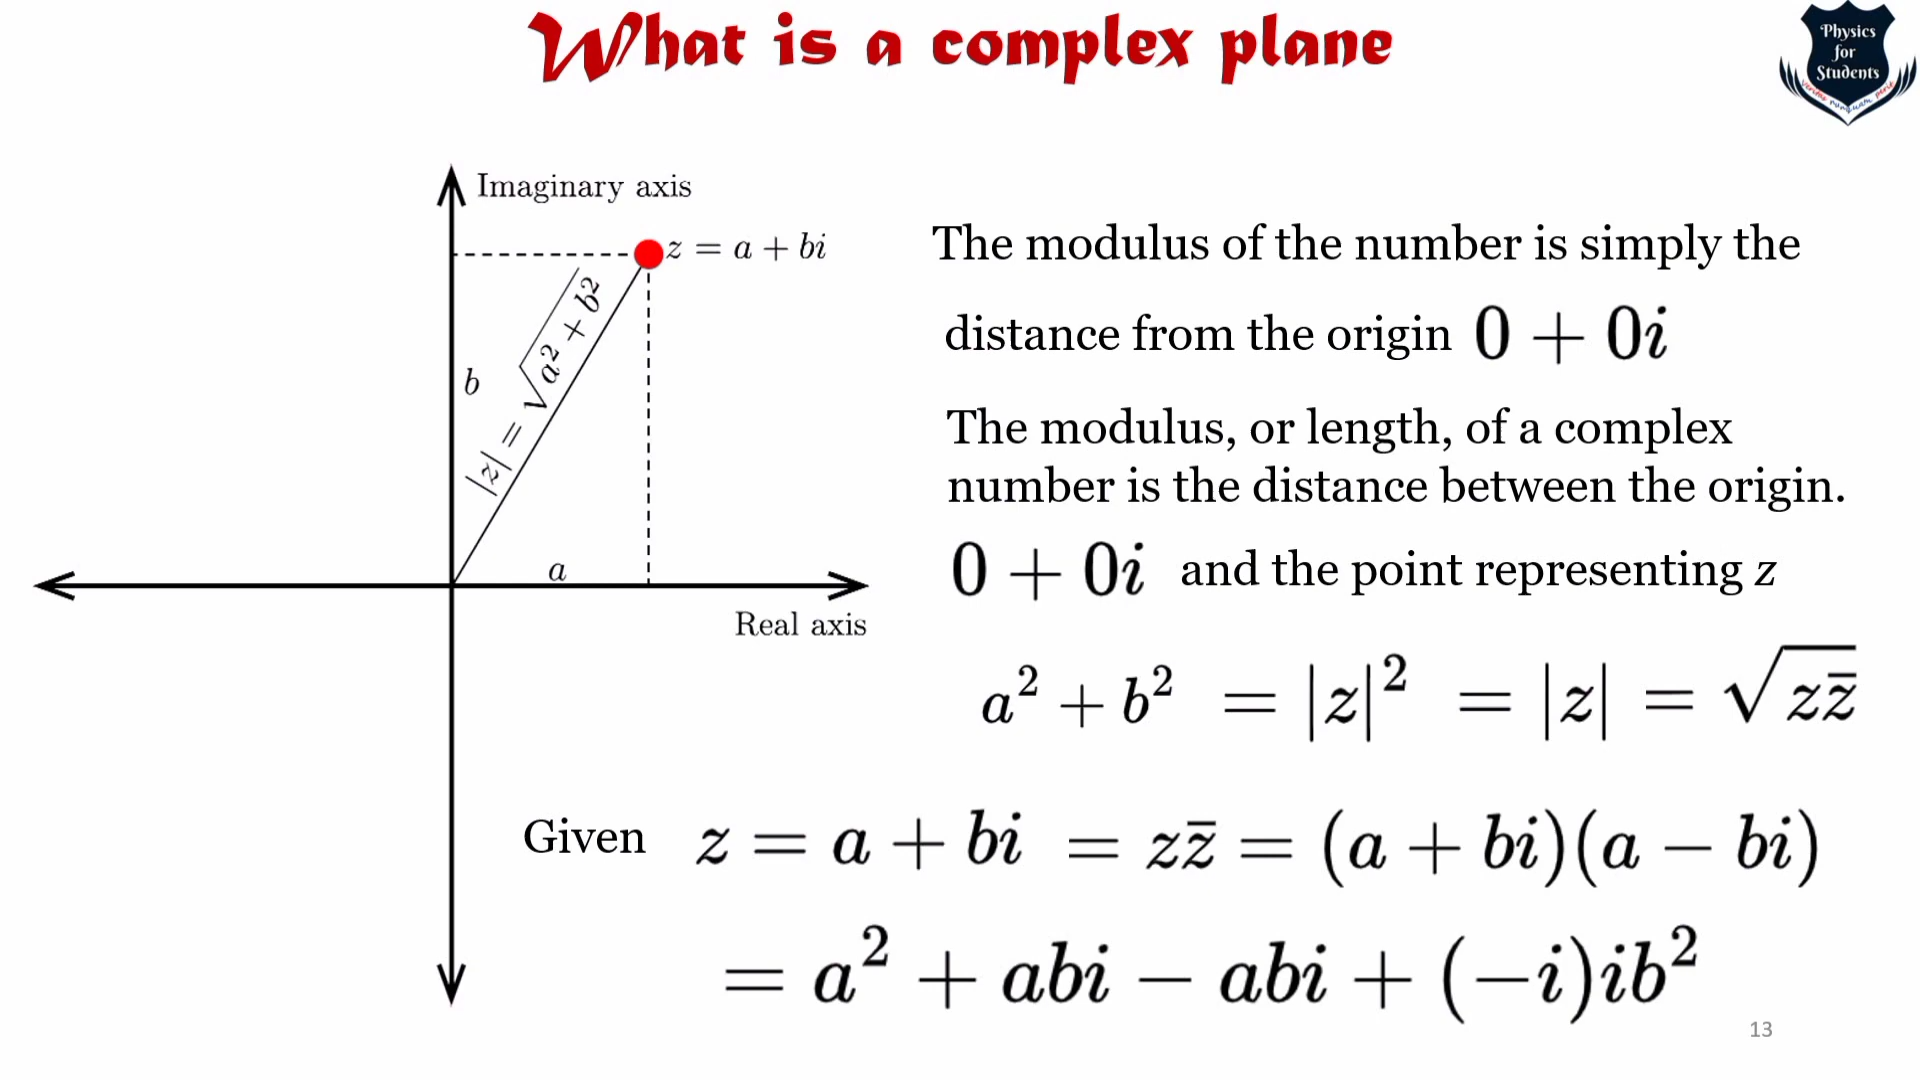 What is a complex plane
Physics
for
Students
Imaginary axis
z = a + bi
|z| = √(a² + b²)
b
a
Real axis
The modulus of the number is simply the
distance from the origin 0 + 0i
The modulus, or length, of a complex
number is the distance between the origin.
0 + 0i and the point representing z
a² + b² = |z|² = |z| = √(zz̄)
Given z = a + bi = zz̄ = (a + bi)(a − bi)
= a² + abi − abi + (−i)ib²
13